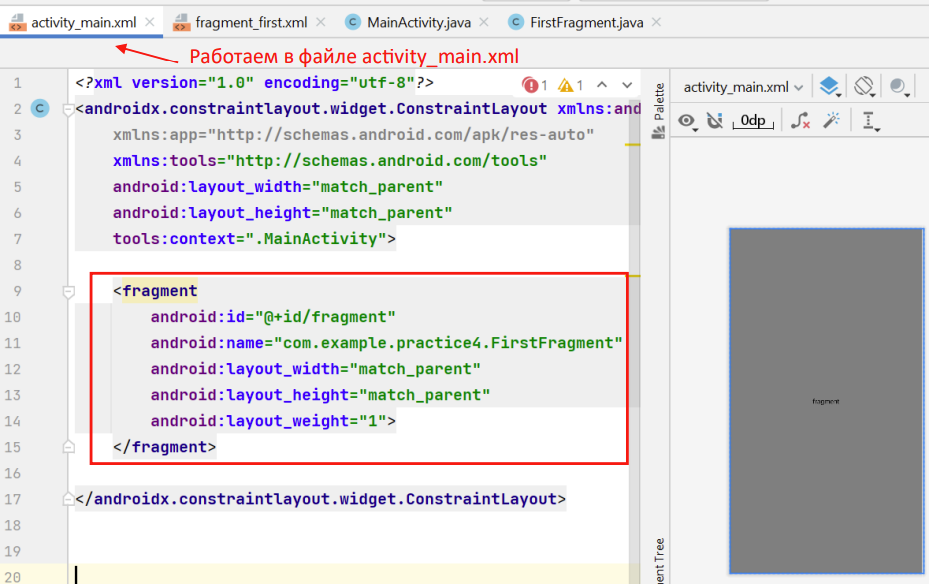 activity_main.xml fragment_first.xml MainActivity.java FirstFragment.java
Работаем в файле activity_main.xml
1 <?xml version="1.0" encoding="utf-8"?> 1 1
2 <androidx.constraintlayout.widget.ConstraintLayout xmlns:and
3 xmlns:app="http://schemas.android.com/apk/res-auto"
4 xmlns:tools="http://schemas.android.com/tools"
5 android:layout_width="match_parent"
6 android:layout_height="match_parent"
7 tools:context=".MainActivity">
8
9 <fragment
10 android:id="@+id/fragment"
11 android:name="com.example.practice4.FirstFragment"
12 android:layout_width="match_parent"
13 android:layout_height="match_parent"
14 android:layout_weight="1">
15 </fragment>
16
17 </androidx.constraintlayout.widget.ConstraintLayout>
18
19
20
C
Palette
nent Tree
activity_main.xml
0dp
fragment